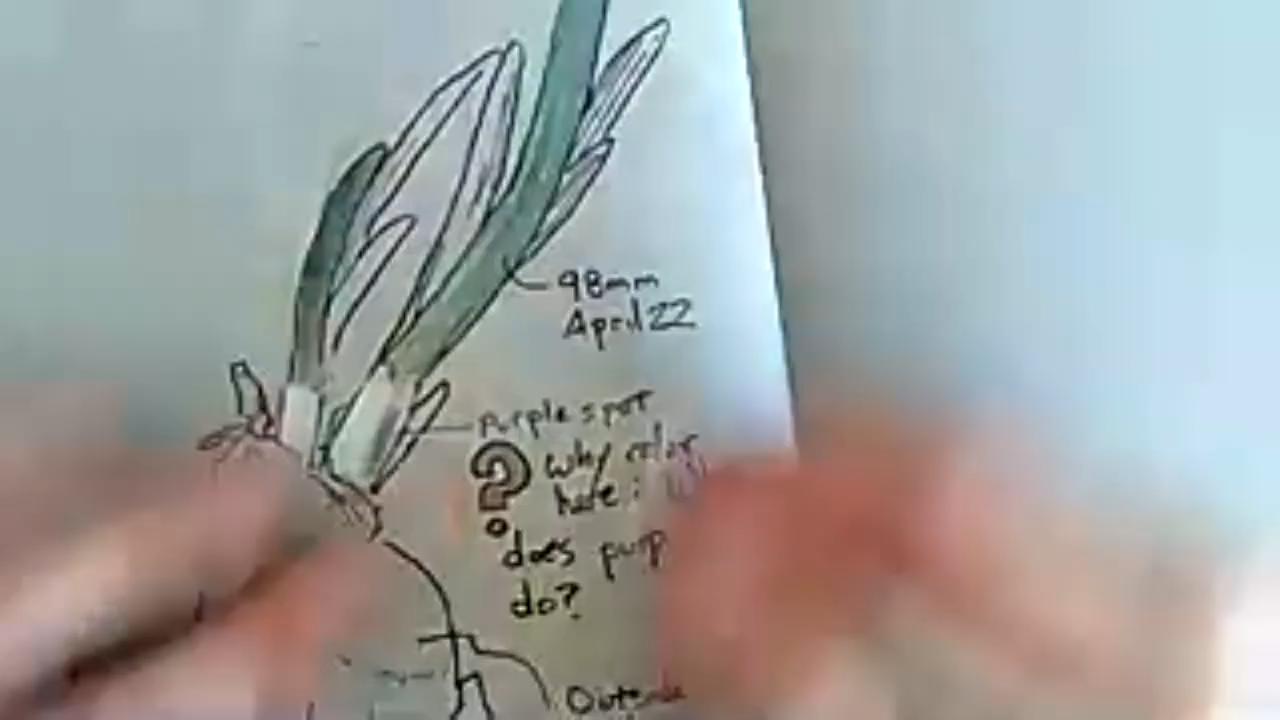 98mm
April 22
purple spot
? why color
here?
does purp
do?